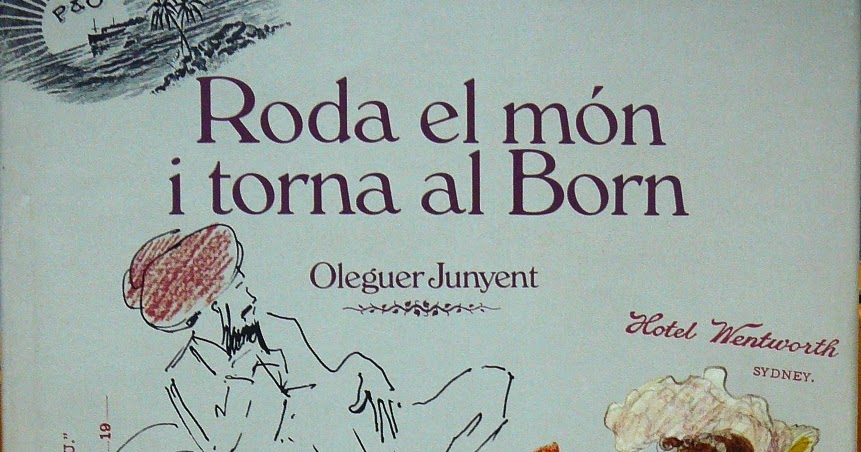 P&O
Roda el món
i torna al Born
Oleguer Junyent
Hotel Wentworth
SYDNEY.
19
U."